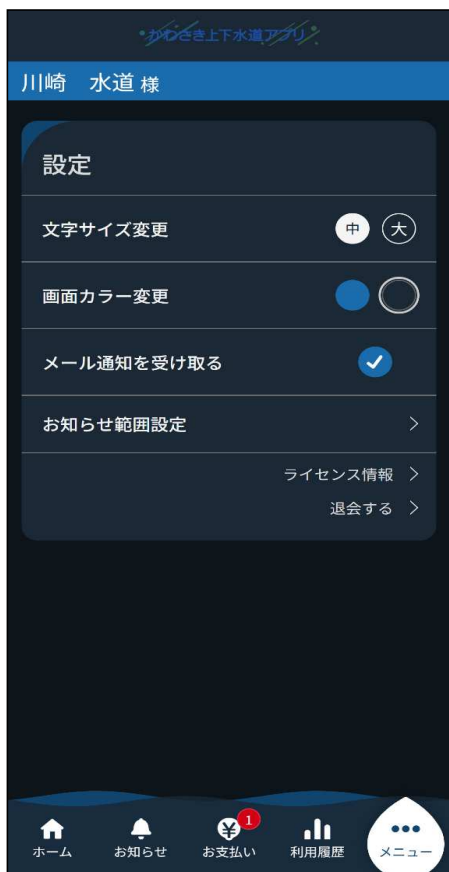 かわさき上下水道アプリ
川崎　水道 様
設定
文字サイズ変更 中 大
画面カラー変更
メール通知を受け取る
お知らせ範囲設定
ライセンス情報
退会する
1
ホーム お知らせ お支払い 利用履歴 メニュー